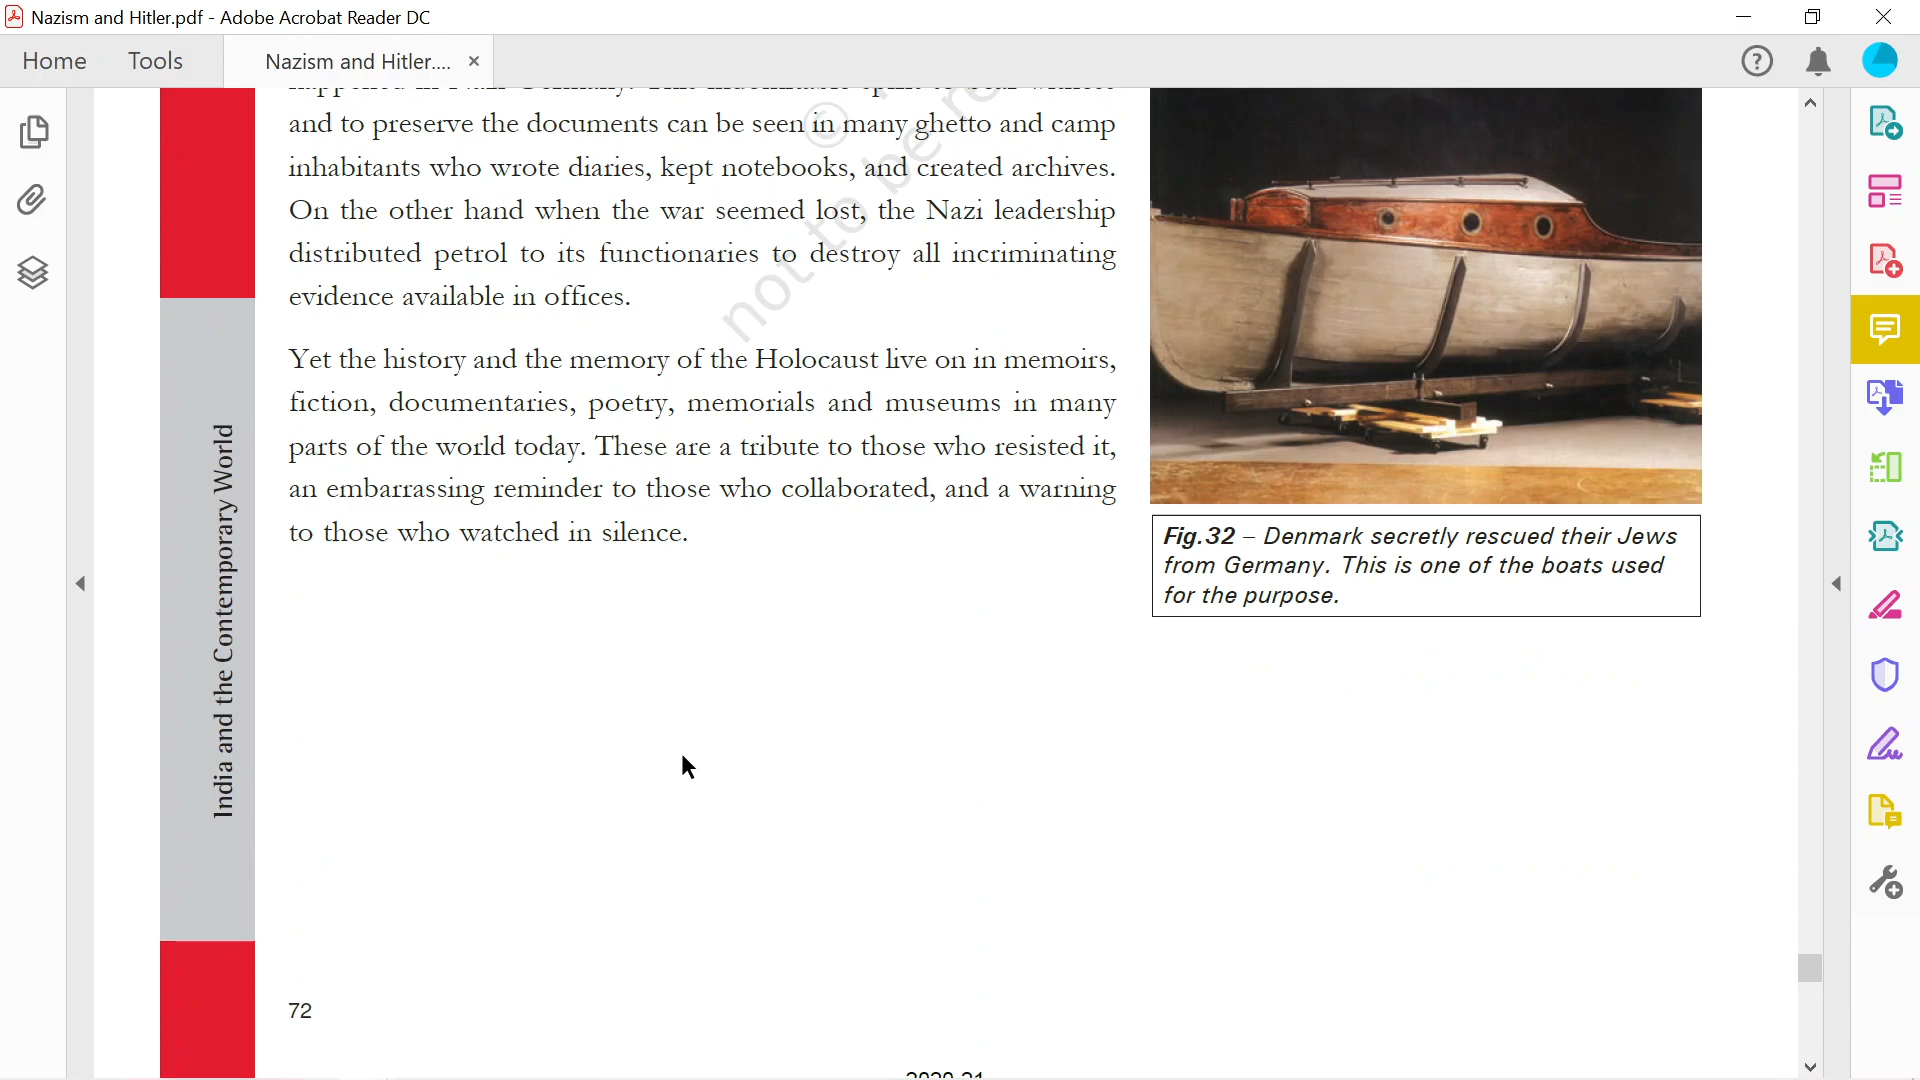 Nazism and Hitler.pdf - Adobe Acrobat Reader DC
Home
Tools
Nazism and Hitler....
and to preserve the documents can be seen in many ghetto and camp
inhabitants who wrote diaries, kept notebooks, and created archives.
On the other hand when the war seemed lost, the Nazi leadership
distributed petrol to its functionaries to destroy all incriminating
evidence available in offices.
Yet the history and the memory of the Holocaust live on in memoirs,
fiction, documentaries, poetry, memorials and museums in many
parts of the world today. These are a tribute to those who resisted it,
an embarrassing reminder to those who collaborated, and a warning
to those who watched in silence.
© 
not to be
Fig.32 – Denmark secretly rescued their Jews
from Germany. This is one of the boats used
for the purpose.
India and the Contemporary World
72